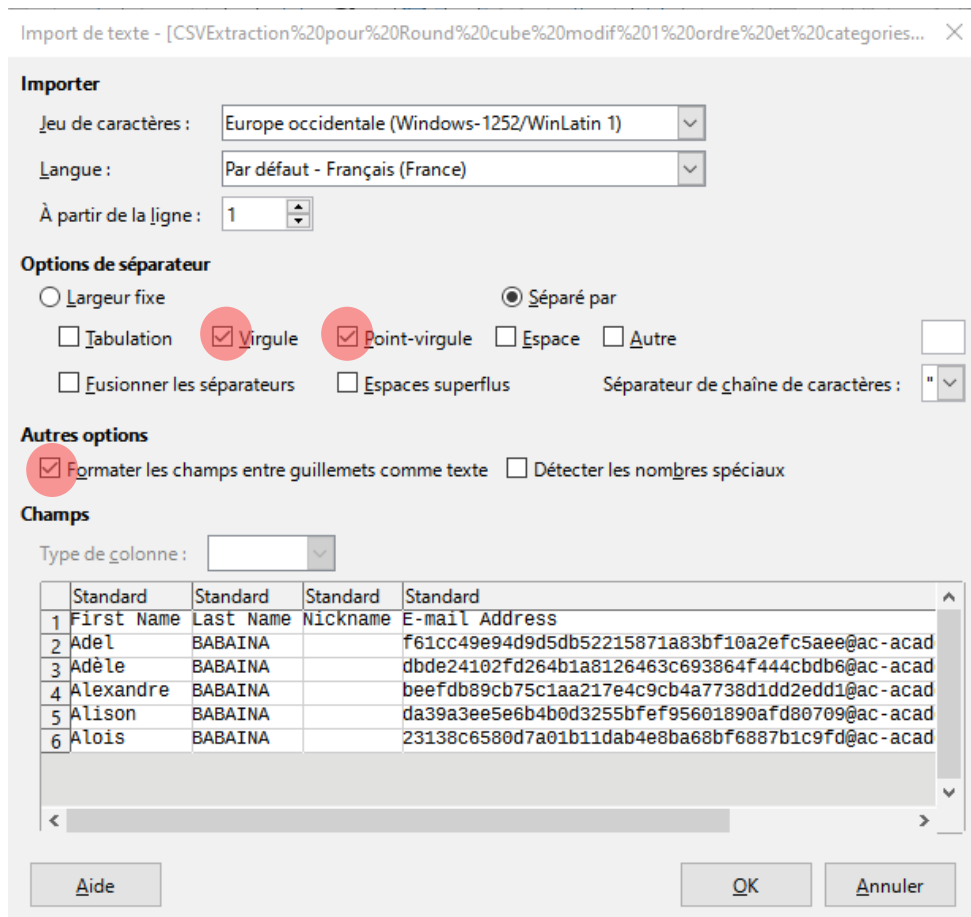 Import de texte - [CSVExtraction%20pour%20Round%20cube%20modif%201%20ordre%20et%20categories...
Importer
Jeu de caractères : Europe occidentale (Windows-1252/WinLatin 1)
Langue : Par défaut - Français (France)
À partir de la ligne : 1
Options de séparateur
Largeur fixe Séparé par
Tabulation Virgule Point-virgule Espace Autre
Fusionner les séparateurs Espaces superflus Séparateur de chaîne de caractères : "
Autres options
Formater les champs entre guillemets comme texte Détecter les nombres spéciaux
Champs
Type de colonne :
Standard Standard Standard Standard
1 First Name Last Name Nickname E-mail Address
2 Adel BABAINA f61cc49e94d9d5db52215871a83bf10a2efc5aee@ac-acad
3 Adèle BABAINA dbde24102fd264b1a8126463c693864f444cbdb6@ac-acad
4 Alexandre BABAINA beefdb89cb75c1aa217e4c9cb4a7738d1dd2edd1@ac-acad
5 Alison BABAINA da39a3ee5e6b4b0d3255bfef95601890afd80709@ac-acad
6 Alois BABAINA 23138c6580d7a01b11dab4e8ba68bf6887b1c9fd@ac-acad
Aide OK Annuler